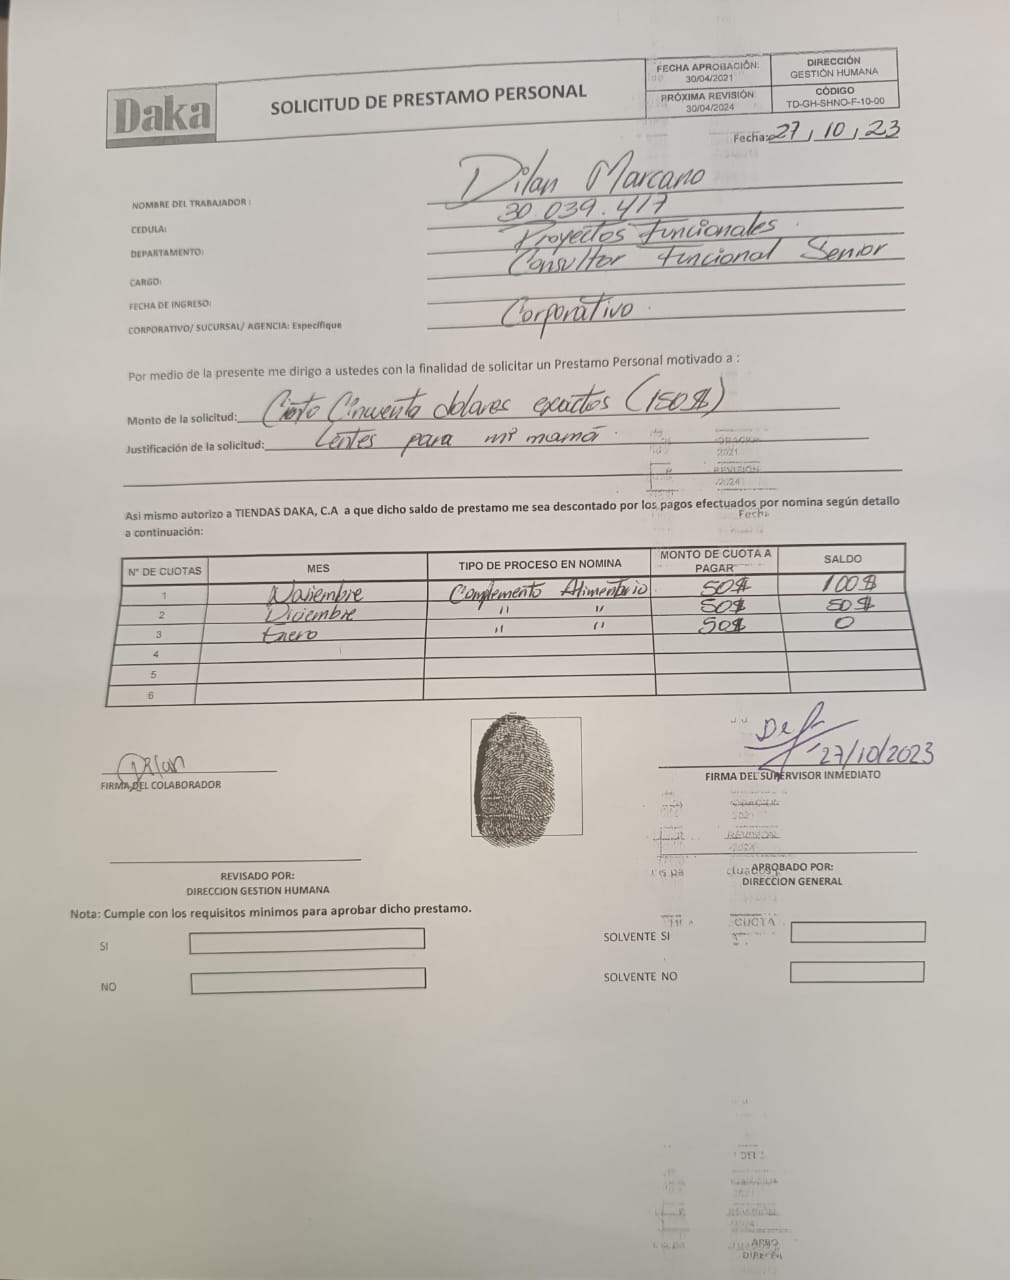 Daka
SOLICITUD DE PRESTAMO PERSONAL
FECHA APROBACIÓN:
30/04/2021
DIRECCIÓN
GESTIÓN HUMANA
PRÓXIMA REVISIÓN
30/04/2024
CÓDIGO
TD-GH-SHNO-F-10-00
Fecha: 27 / 10 / 23
NOMBRE DEL TRABAJADOR : Dilan Marcano
CEDULA: 30.039.417
DEPARTAMENTO: Proyectos Funcionales.
CARGO: Consultor Funcional Senior
FECHA DE INGRESO:
CORPORATIVO/ SUCURSAL/ AGENCIA: Especifique Corporativo.
Por medio de la presente me dirigo a ustedes con la finalidad de solicitar un Prestamo Personal motivado a :
Monto de la solicitud: Ciento Cinuenta dolares exactos (150$)
Justificación de la solicitud: Lentes para mi mamá.
Asi mismo autorizo a TIENDAS DAKA, C.A a que dicho saldo de prestamo me sea descontado por los pagos efectuados por nomina según detallo
a continuación:
N° DE CUOTAS MES TIPO DE PROCESO EN NOMINA MONTO DE CUOTA A PAGAR SALDO
1 Noviembre Complemento Alimentario 50$ 100$
2 Diciembre " " 50$ 50$
3 Enero " " 50$ 0
4
5
6
Dilan
27/10/2023
FIRMA DEL COLABORADOR
FIRMA DEL SUPERVISOR INMEDIATO
REVISADO POR:
DIRECCION GESTION HUMANA
APROBADO POR:
DIRECCION GENERAL
Nota: Cumple con los requisitos minimos para aprobar dicho prestamo.
SI
SOLVENTE SI
NO
SOLVENTE NO